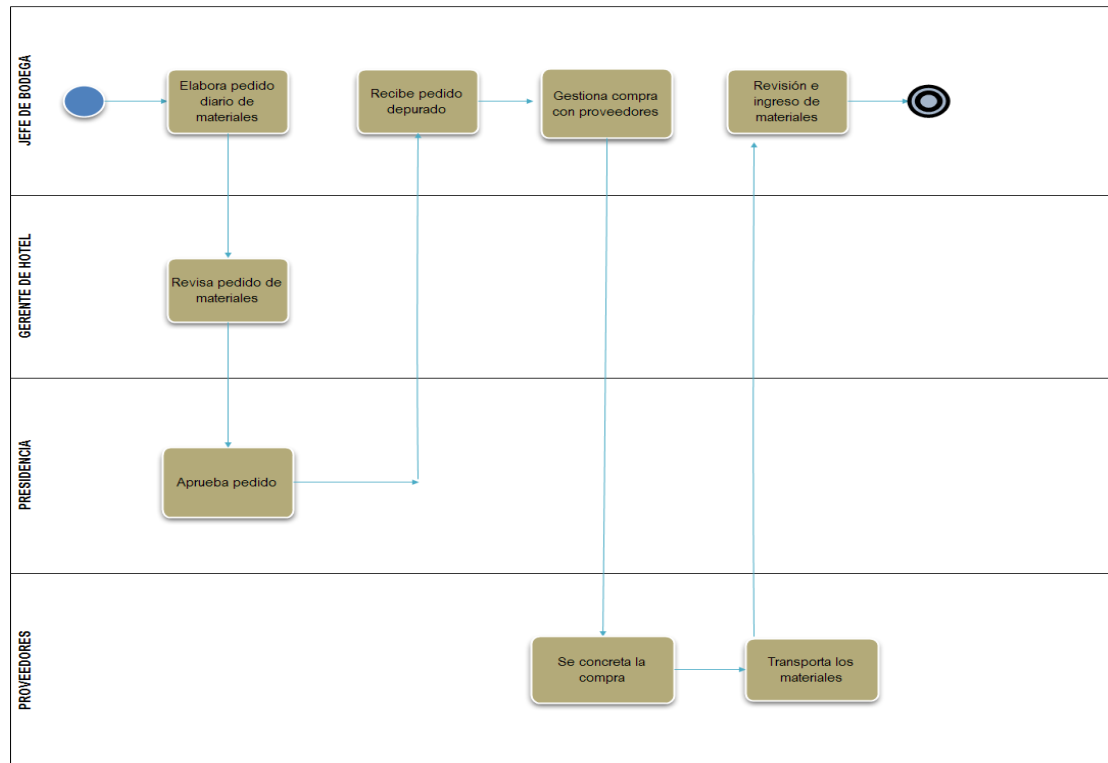 JEFE DE BODEGA
Elabora pedido
diario de
materiales
Recibe pedido
depurado
Gestiona compra
con proveedores
Revisión e
ingreso de
materiales
GERENTE DE HOTEL
Revisa pedido de
materiales
PRESIDENCIA
Aprueba pedido
PROVEEDORES
Se concreta la
compra
Transporta los
materiales